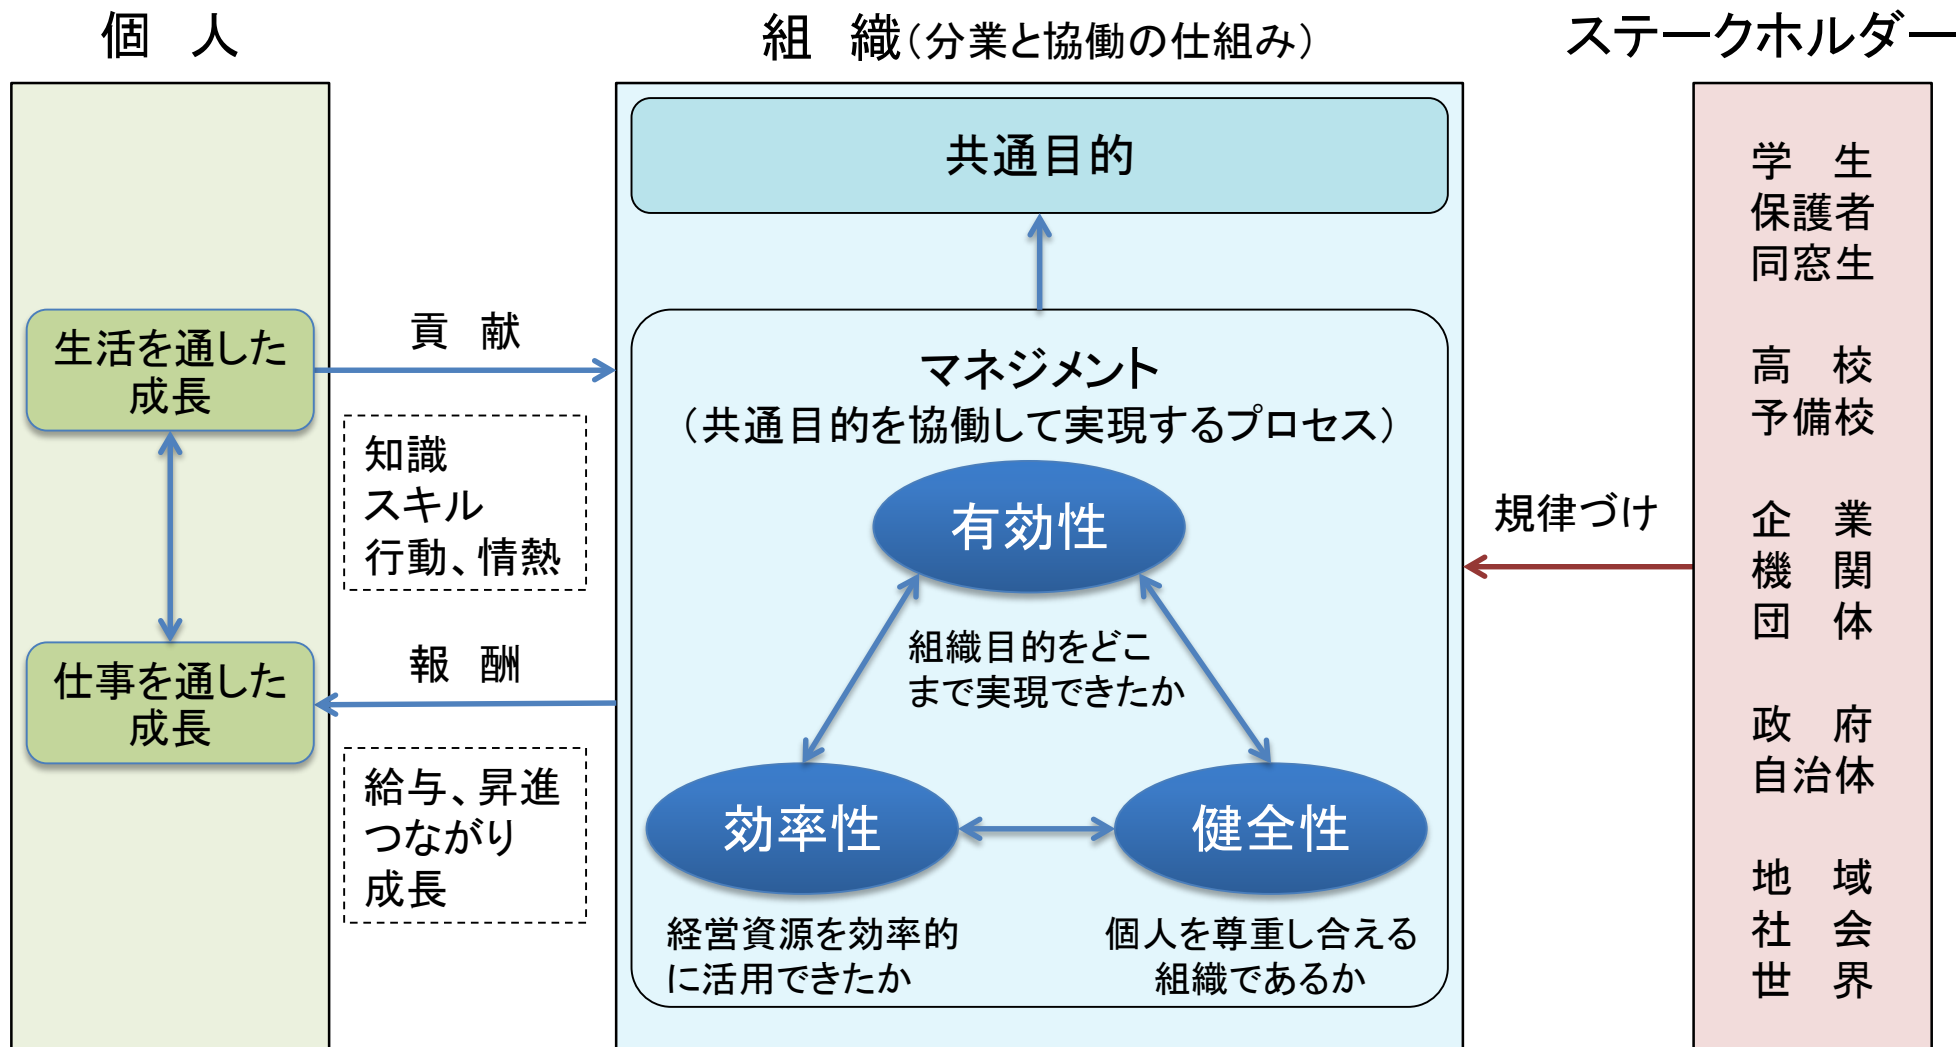 個　人
組　織（分業と協働の仕組み）
ステークホルダー
生活を通した
成長
仕事を通した
成長
貢　献
知識
スキル
行動、情熱
報　酬
給与、昇進
つながり
成長
共通目的
マネジメント
（共通目的を協働して実現するプロセス）
有効性
組織目的をどこ
まで実現できたか
効率性
健全性
経営資源を効率的
に活用できたか
個人を尊重し合える
組織であるか
規律づけ
学　生
保護者
同窓生
高　校
予備校
企　業
機　関
団　体
政　府
自治体
地　域
社　会
世　界